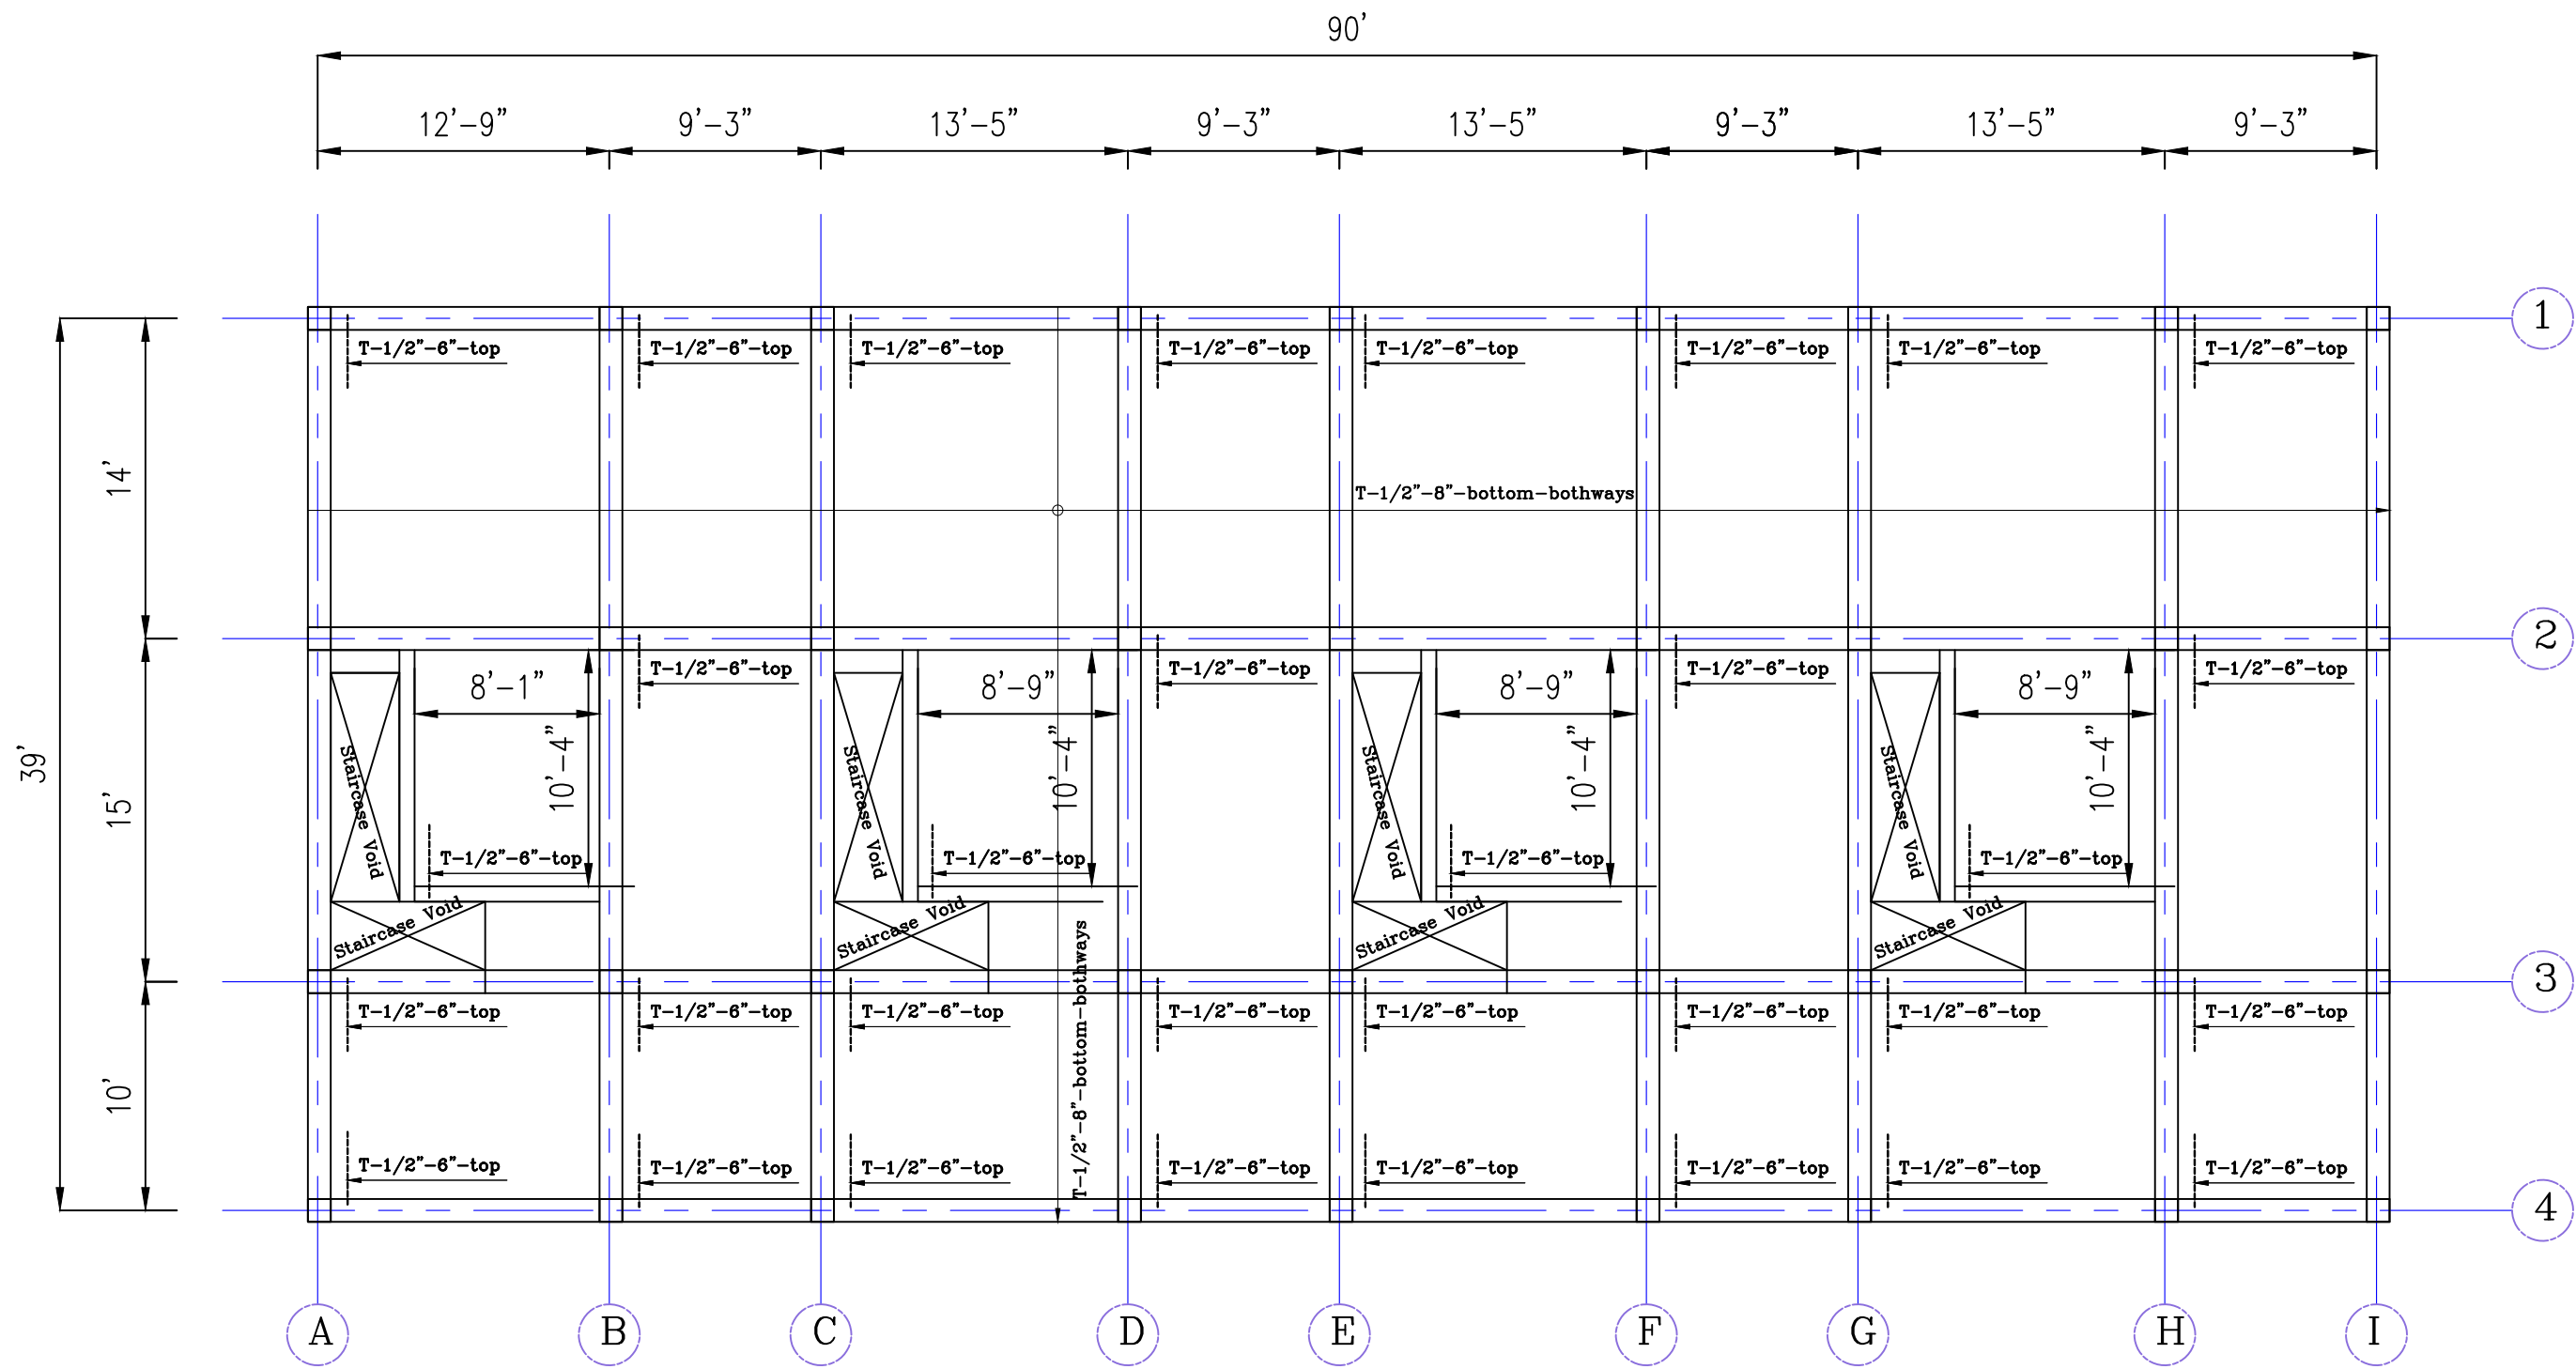 90'
12'-9" 9'-3" 13'-5" 9'-3" 13'-5" 9'-3" 13'-5" 9'-3"
1
T-1/2"-6"-top T-1/2"-6"-top T-1/2"-6"-top T-1/2"-6"-top T-1/2"-6"-top T-1/2"-6"-top T-1/2"-6"-top T-1/2"-6"-top
14'
T-1/2"-8"-bottom-bothways
2
T-1/2"-6"-top T-1/2"-6"-top T-1/2"-6"-top T-1/2"-6"-top
8'-1" 8'-9" 8'-9" 8'-9"
39'
15'
10'-4" 10'-4" 10'-4" 10'-4"
Staircase Void Staircase Void Staircase Void Staircase Void
T-1/2"-6"-top T-1/2"-6"-top T-1/2"-6"-top T-1/2"-6"-top
Staircase Void Staircase Void Staircase Void Staircase Void
3
T-1/2"-6"-top T-1/2"-6"-top T-1/2"-6"-top T-1/2"-6"-top T-1/2"-6"-top T-1/2"-6"-top T-1/2"-6"-top T-1/2"-6"-top
10'
T-1/2"-8"-bottom-bothways
T-1/2"-6"-top T-1/2"-6"-top T-1/2"-6"-top T-1/2"-6"-top T-1/2"-6"-top T-1/2"-6"-top T-1/2"-6"-top T-1/2"-6"-top
4
A B C D E F G H I